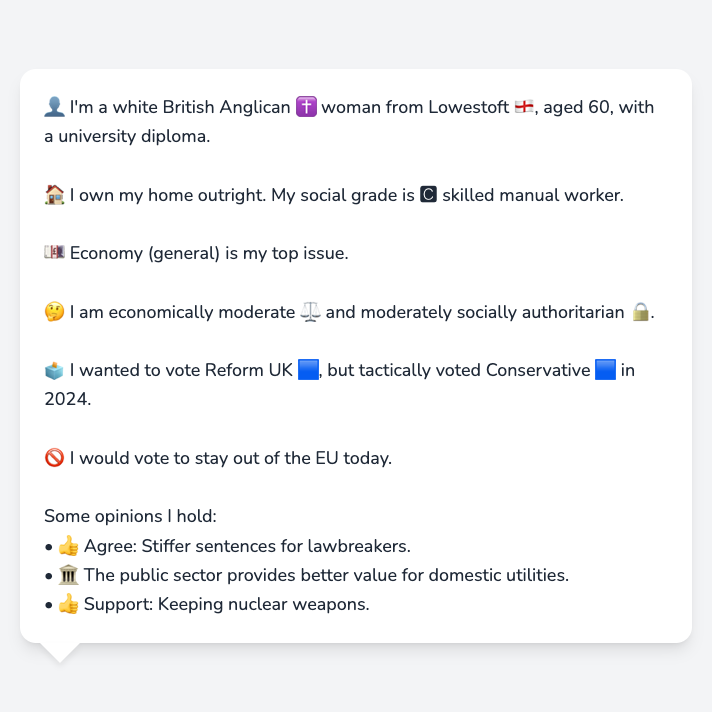 👤 I'm a white British Anglican ✝️ woman from Lowestoft 🏴󠁧󠁢󠁥󠁮󠁧󠁿, aged 60, with
a university diploma.
🏠 I own my home outright. My social grade is C skilled manual worker.
💷 Economy (general) is my top issue.
🤔 I am economically moderate ⚖️ and moderately socially authoritarian 🔒.
🗳️ I wanted to vote Reform UK 🟦, but tactically voted Conservative 🟦 in
2024.
🚫 I would vote to stay out of the EU today.
Some opinions I hold:
• 👍 Agree: Stiffer sentences for lawbreakers.
• 🏛️ The public sector provides better value for domestic utilities.
• 👍 Support: Keeping nuclear weapons.